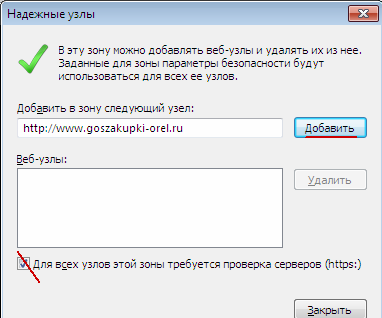 Надежные узлы
В эту зону можно добавлять веб-узлы и удалять их из нее.
Заданные для зоны параметры безопасности будут
использоваться для всех ее узлов.
Добавить в зону следующий узел:
http://www.goszakupki-orel.ru
Добавить
Веб-узлы:
Удалить
Для всех узлов этой зоны требуется проверка серверов (https:)
Закрыть